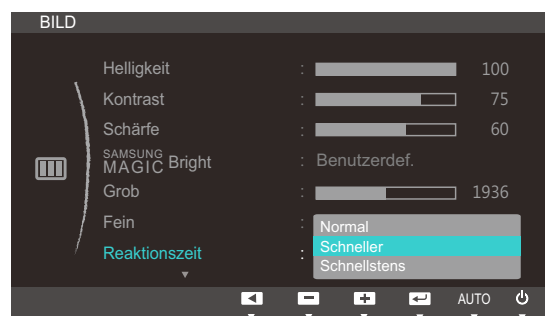 BILD
Helligkeit : 100
Kontrast : 75
Schärfe : 60
SAMSUNG MAGIC Bright : Benutzerdef.
Grob : 1936
Fein :
Normal
Reaktionszeit : Schneller
Schnellstens
AUTO